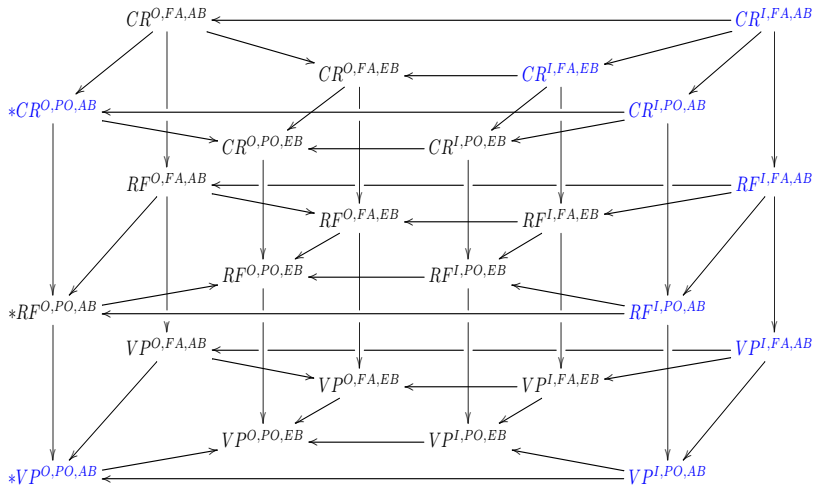 CR^{O,FA,AB} CR^{I,FA,AB}
CR^{O,FA,EB} CR^{I,FA,EB}
*CR^{O,PO,AB} CR^{I,PO,AB}
CR^{O,PO,EB} CR^{I,PO,EB}
RF^{O,FA,AB} RF^{I,FA,AB}
RF^{O,FA,EB} RF^{I,FA,EB}
RF^{O,PO,EB} RF^{I,PO,EB}
*RF^{O,PO,AB} RF^{I,PO,AB}
VP^{O,FA,AB} VP^{I,FA,AB}
VP^{O,FA,EB} VP^{I,FA,EB}
VP^{O,PO,EB} VP^{I,PO,EB}
*VP^{O,PO,AB} VP^{I,PO,AB}